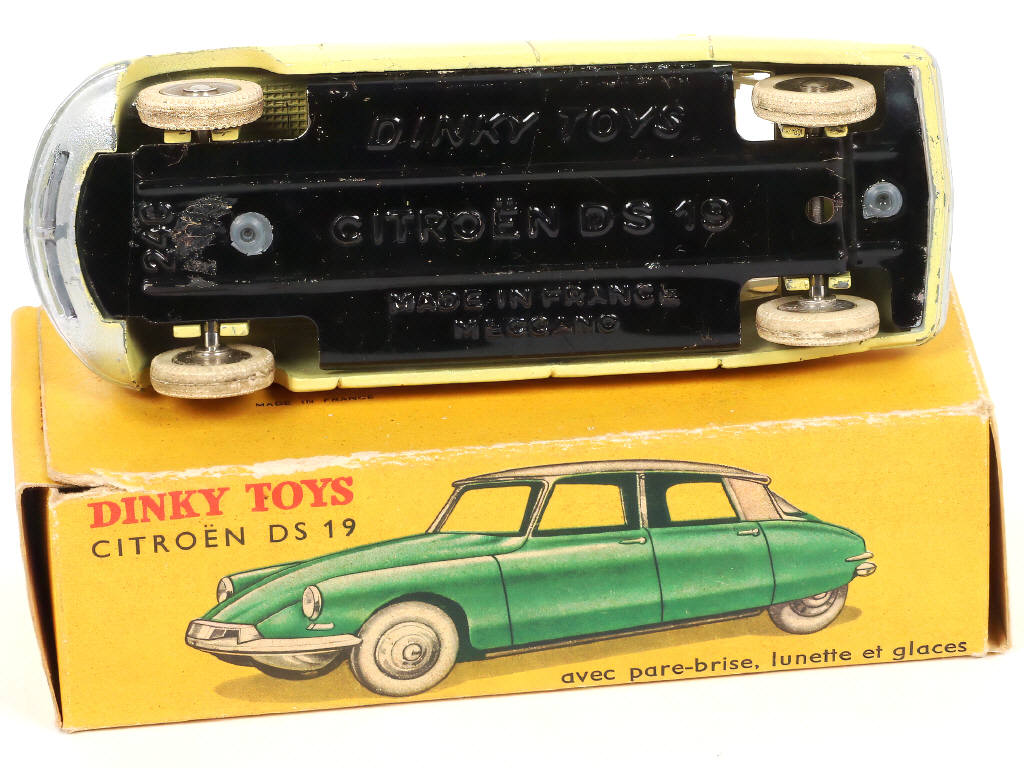 DINKY TOYS
24C
CITROËN DS 19
MADE IN FRANCE
MECCANO
MADE IN FRANCE
DINKY TOYS
CITROËN DS 19
avec pare-brise, lunette et glaces